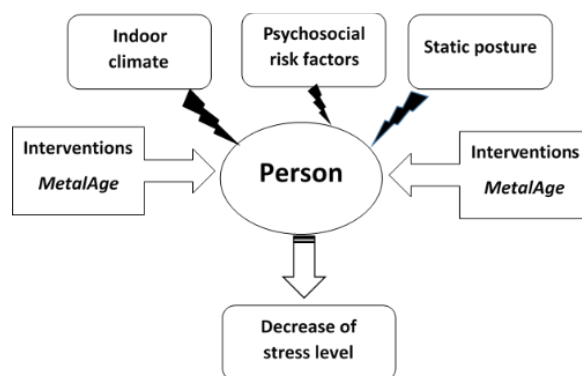 Indoor
climate
Psychosocial
risk factors
Static posture
Interventions
MetalAge
Person
Interventions
MetalAge
Decrease of
stress level